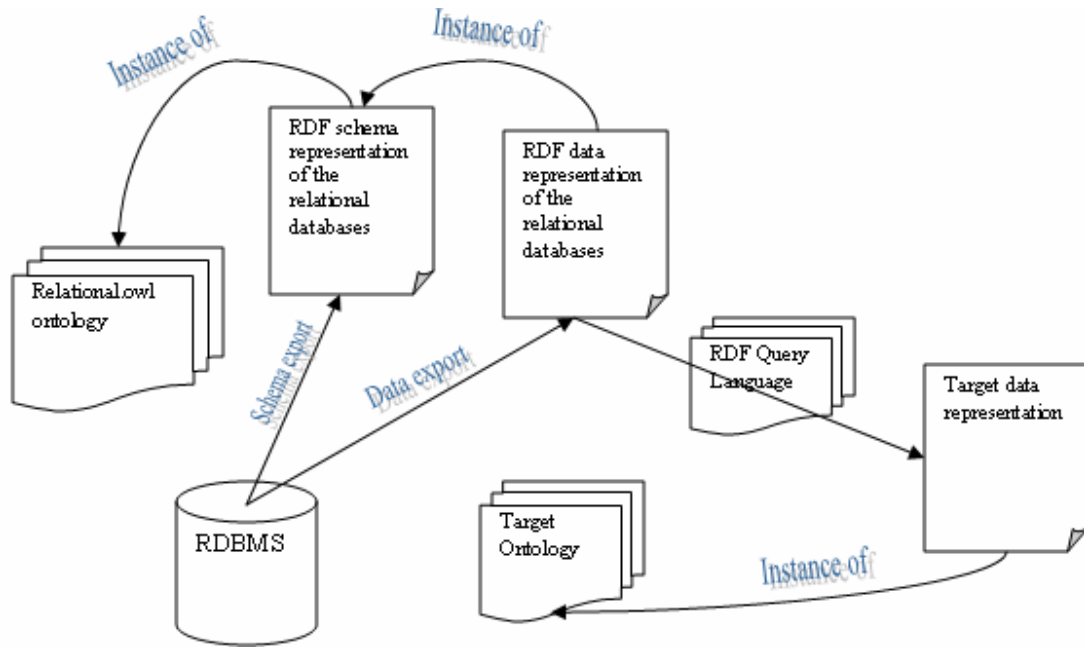 Instance of
Instance of
RDF schema
representation
of the
relational
databases
RDF data
representation
of the
relational
databases
Relational.owl
ontology
Schema export
Data export
RDF Query
Language
Target data
representation
RDBMS
Target
Ontology
Instance of